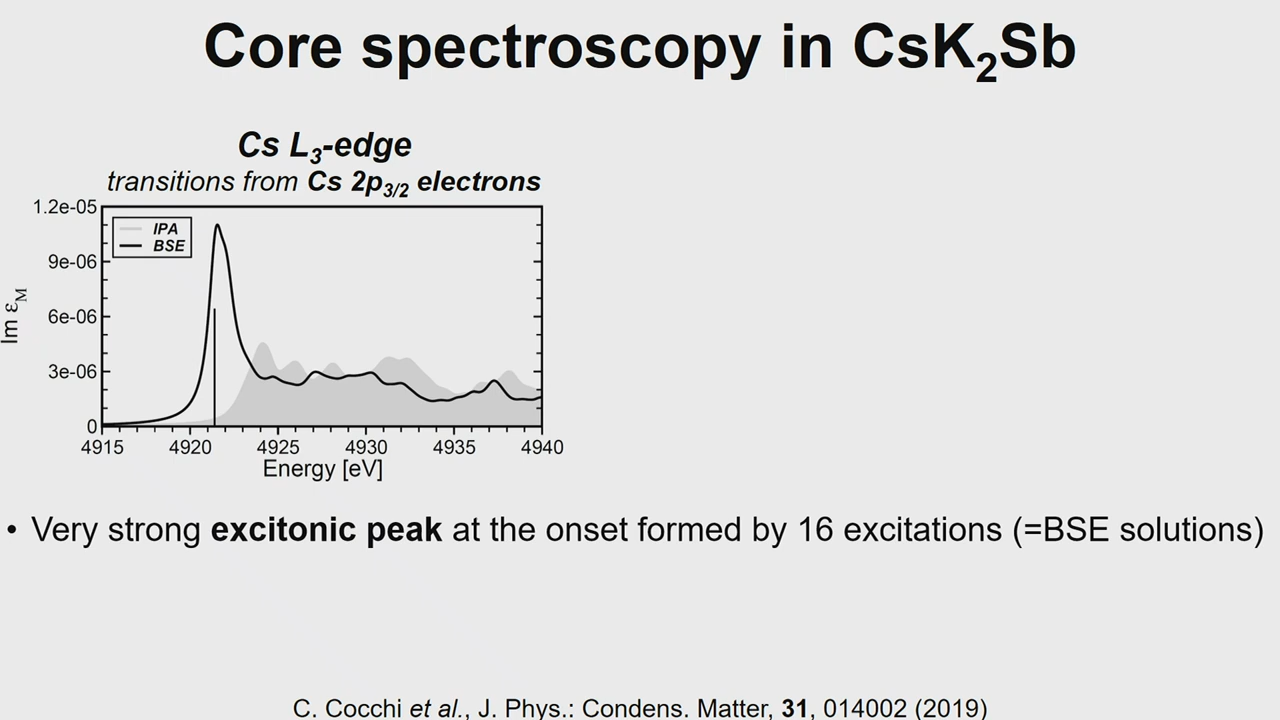 Core spectroscopy in CsK₂Sb
Cs L₃-edge
transitions from Cs 2p₃/₂ electrons
1.2e-05
9e-06
6e-06
3e-06
0
Im ε_M
IPA
BSE
4915 4920 4925 4930 4935 4940
Energy [eV]
• Very strong excitonic peak at the onset formed by 16 excitations (=BSE solutions)
C. Cocchi et al., J. Phys.: Condens. Matter, 31, 014002 (2019)